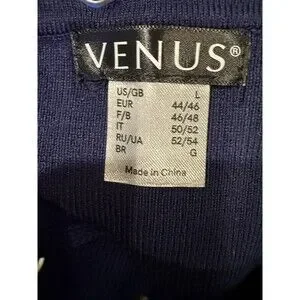 VENUS®
US/GB L
EUR 44/46
F/B 46/48
IT 50/52
RU/UA 52/54
BR G
Made in China